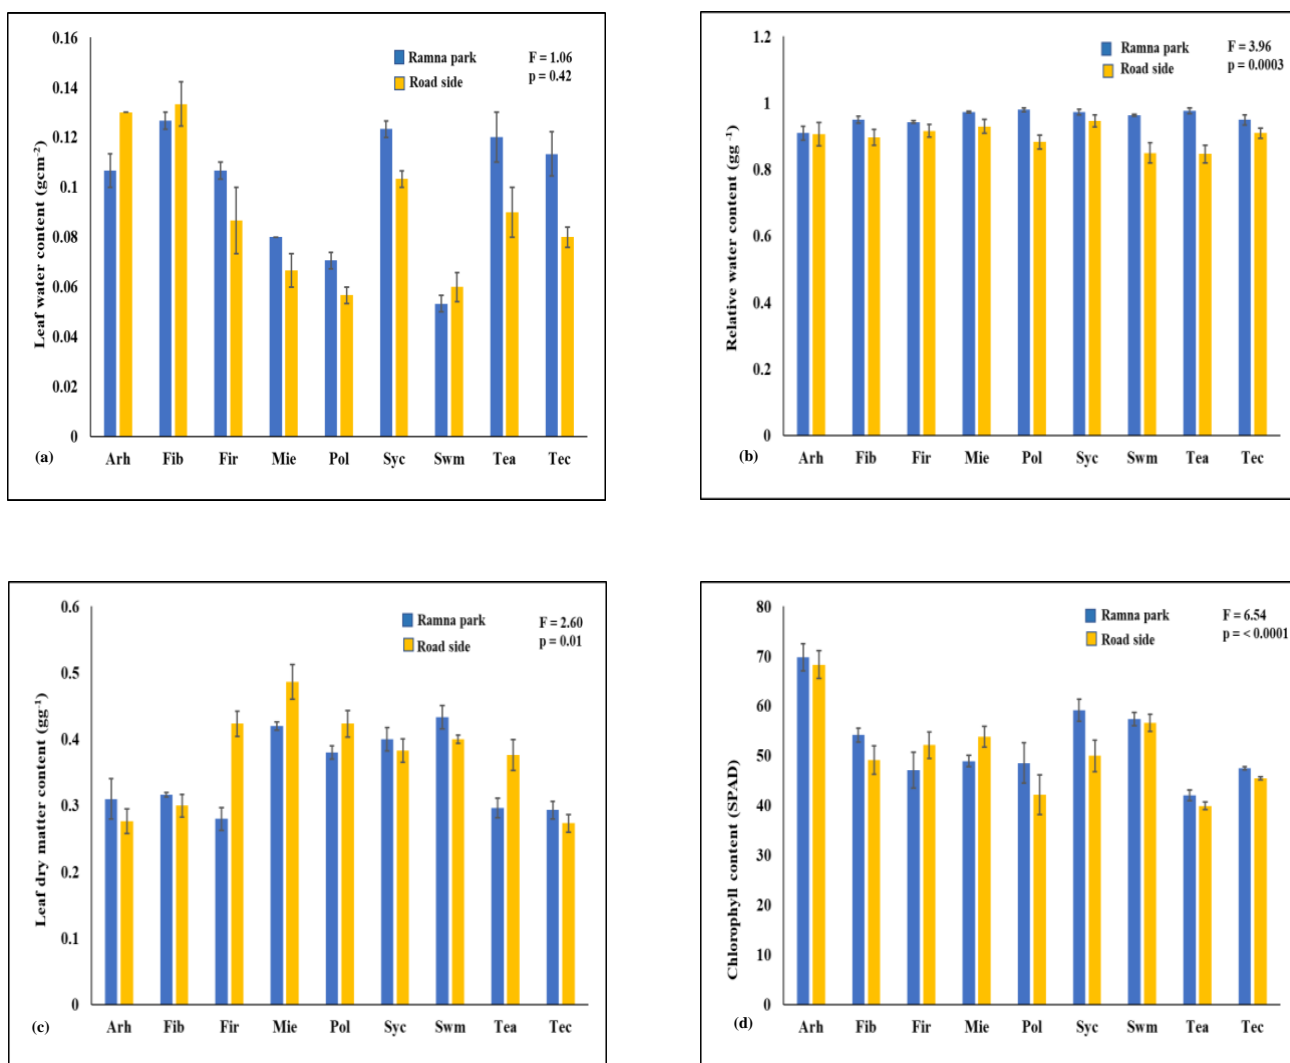 Leaf water content (gcm⁻²)
0.16
0.14
0.12
0.1
0.08
0.06
0.04
0.02
0
Ramna park
Road side
F = 1.06
p = 0.42
(a)
Arh Fib Fir Mie Pol Syc Swm Tea Tec
Relative water content (gg⁻¹)
1.2
1
0.8
0.6
0.4
0.2
0
Ramna park
Road side
F = 3.96
p = 0.0003
(b)
Arh Fib Fir Mie Pol Syc Swm Tea Tec
Leaf dry matter content (gg⁻¹)
0.6
0.5
0.4
0.3
0.2
0.1
0
Ramna park
Road side
F = 2.60
p = 0.01
(c)
Arh Fib Fir Mie Pol Syc Swm Tea Tec
Chlorophyll content (SPAD)
80
70
60
50
40
30
20
10
0
Ramna park
Road side
F = 6.54
p = < 0.0001
(d)
Arh Fib Fir Mie Pol Syc Swm Tea Tec